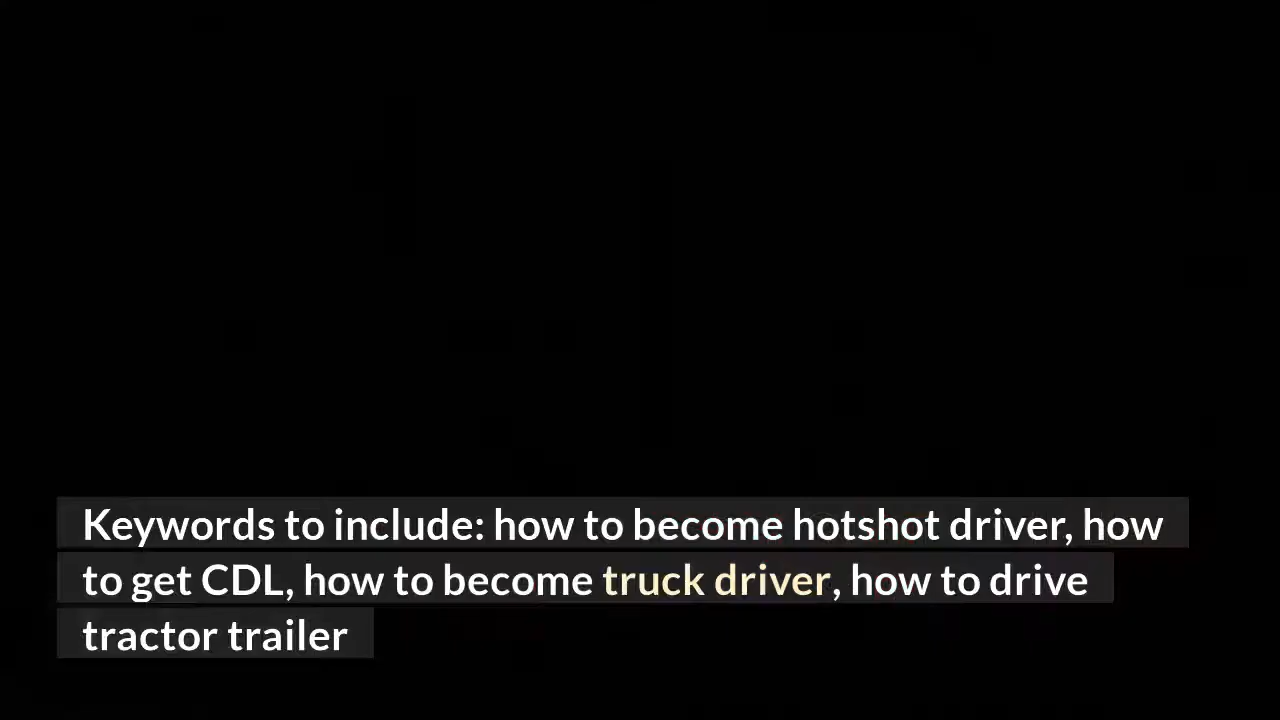 Keywords to include: how to become hotshot driver, how
to get CDL, how to become truck driver, how to drive
tractor trailer